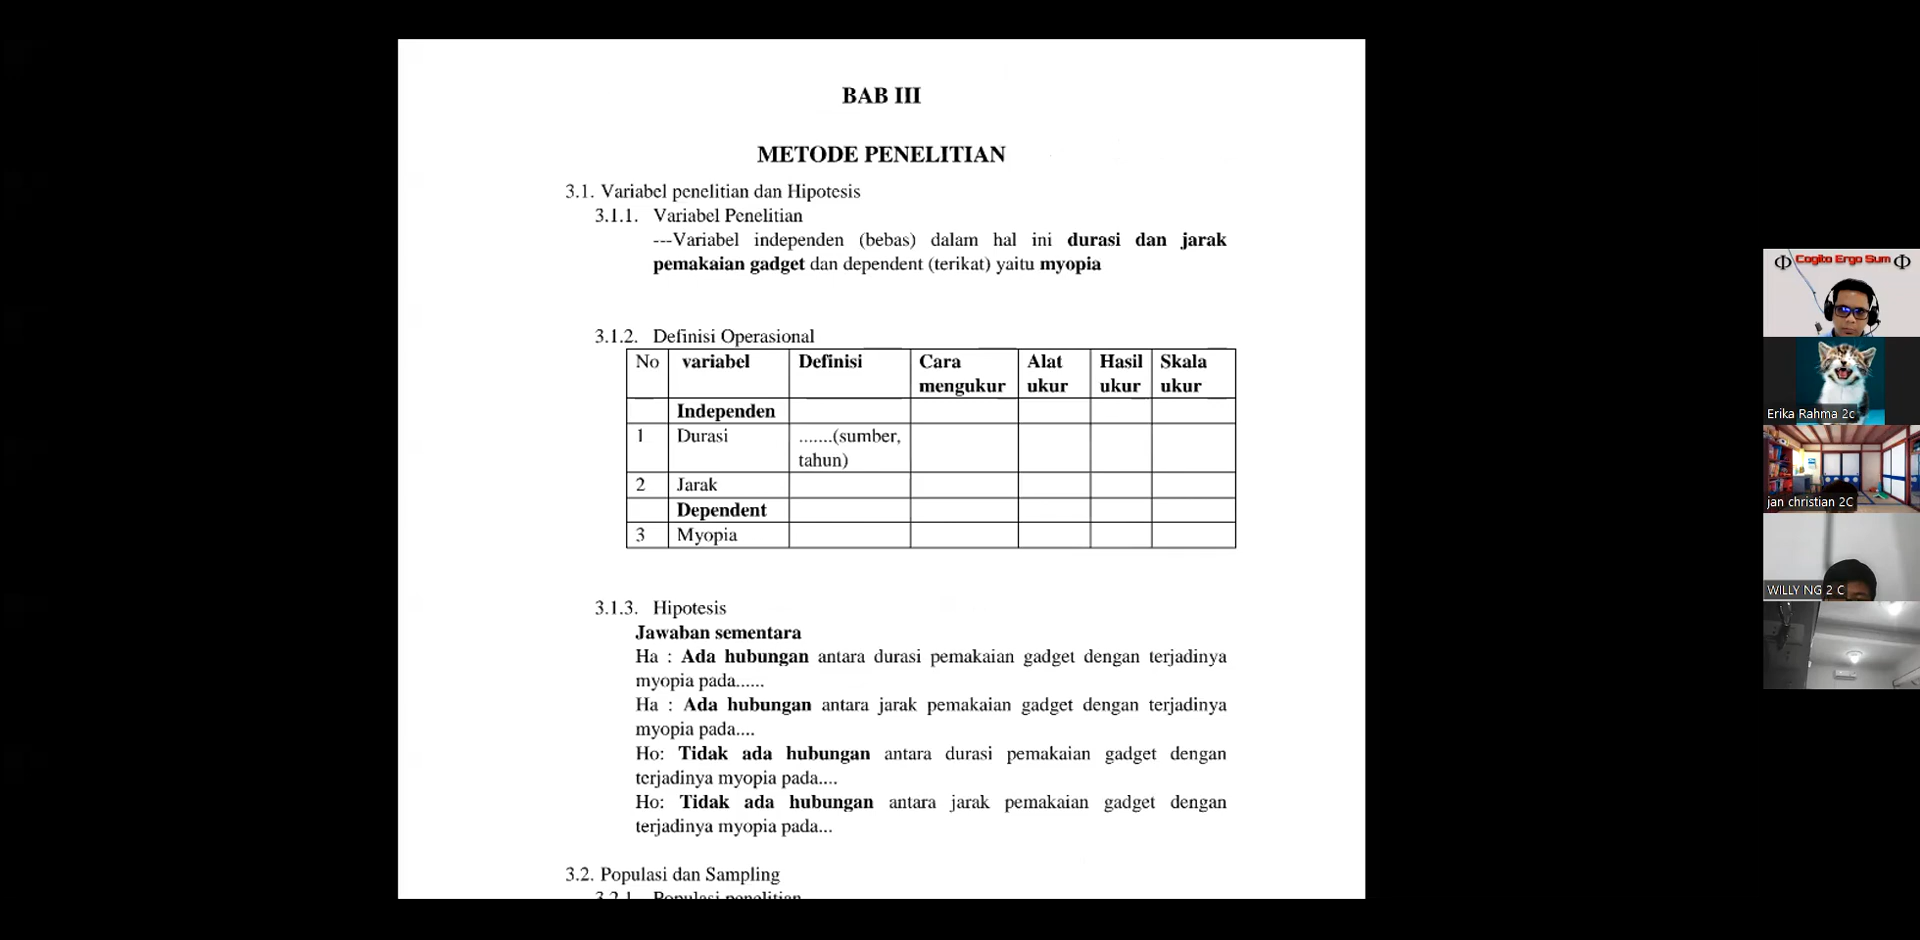 BAB III
METODE PENELITIAN
3.1. Variabel penelitian dan Hipotesis
3.1.1. Variabel Penelitian
---Variabel independen (bebas) dalam hal ini durasi dan jarak
pemakaian gadget dan dependent (terikat) yaitu myopia
3.1.2. Definisi Operasional
No variabel Definisi Cara mengukur Alat ukur Hasil ukur Skala ukur
Independen
1 Durasi .......(sumber, tahun)
2 Jarak
Dependent
3 Myopia
3.1.3. Hipotesis
Jawaban sementara
Ha : Ada hubungan antara durasi pemakaian gadget dengan terjadinya
myopia pada......
Ha : Ada hubungan antara jarak pemakaian gadget dengan terjadinya
myopia pada....
Ho: Tidak ada hubungan antara durasi pemakaian gadget dengan
terjadinya myopia pada....
Ho: Tidak ada hubungan antara jarak pemakaian gadget dengan
terjadinya myopia pada...
3.2. Populasi dan Sampling
3.2.1. Populasi penelitian
Cogito Ergo Sum
Erika Rahma 2c
jan christian 2C
WILLY NG 2 C